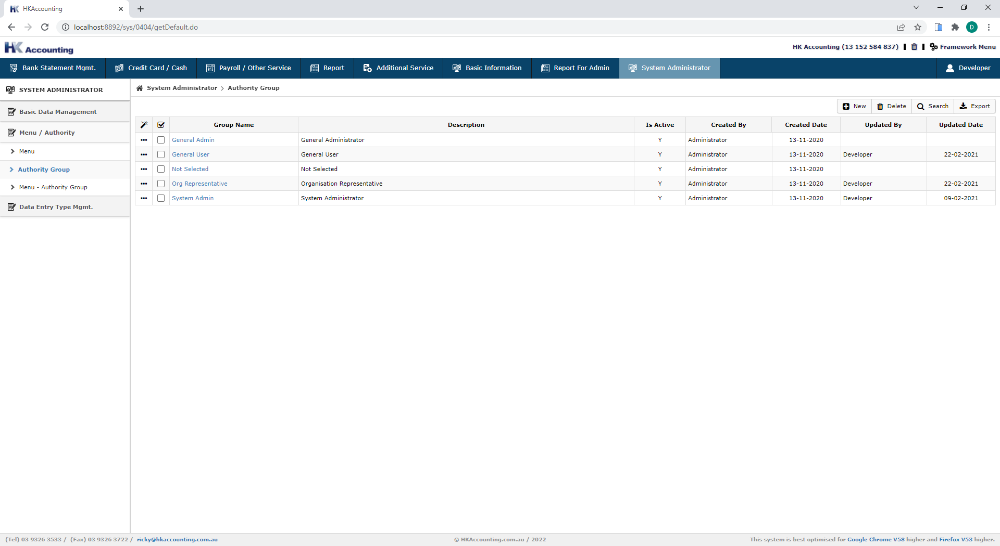 HKAccounting
localhost:8892/sys/0404/getDefault.do
D
HK Accounting
HK Accounting (13 152 584 837)
Framework Menu
Bank Statement Mgmt.
Credit Card / Cash
Payroll / Other Service
Report
Additional Service
Basic Information
Report For Admin
System Administrator
Developer
SYSTEM ADMINISTRATOR
Basic Data Management
Menu / Authority
Menu
Authority Group
Menu - Authority Group
Data Entry Type Mgmt.
System Administrator > Authority Group
New Delete Search Export
Group Name Description Is Active Created By Created Date Updated By Updated Date
General Admin General Administrator Y Administrator 13-11-2020
General User General User Y Administrator 13-11-2020 Developer 22-02-2021
Not Selected Not Selected Y Administrator 13-11-2020
Org Representative Organisation Representative Y Administrator 13-11-2020 Developer 22-02-2021
System Admin System Administrator Y Administrator 13-11-2020 Developer 09-02-2021
(Tel) 03 9326 3533 / (Fax) 03 9326 3722 / ricky@hkaccounting.com.au
© HKAccounting.com.au / 2022
This system is best optimised for Google Chrome V58 higher and Firefox V53 higher.